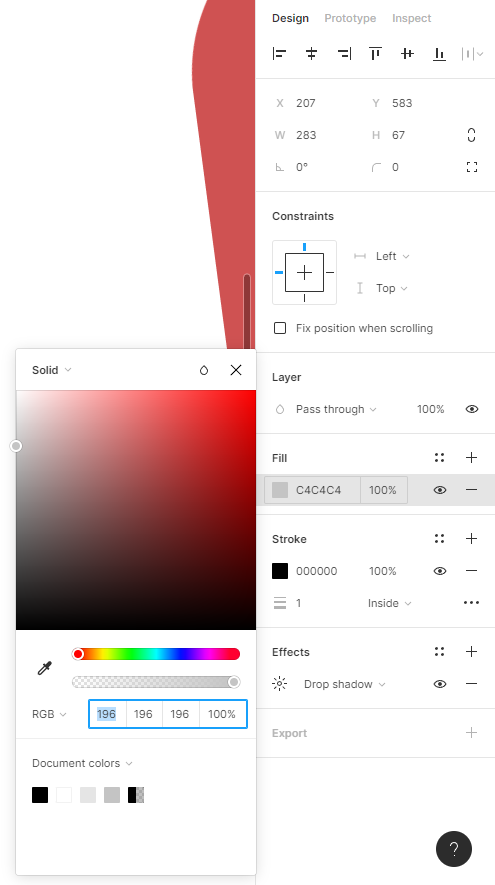 Design Prototype Inspect
X 207 Y 583
W 283 H 67
0° 0
Constraints
Left
Top
Fix position when scrolling
Layer
Pass through 100%
Fill
C4C4C4 100%
Stroke
000000 100%
1 Inside
Effects
Drop shadow
Export
Solid
RGB 196 196 196 100%
Document colors
?